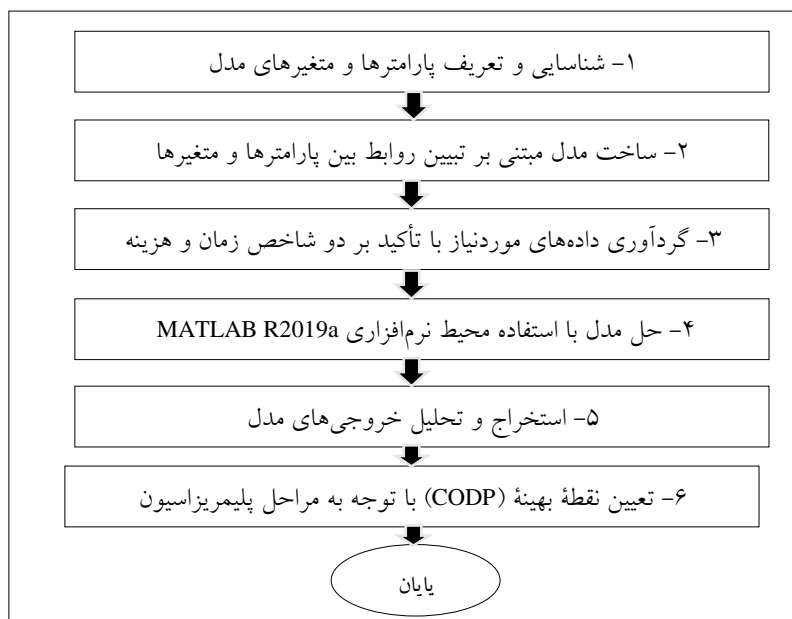 ۱- شناسایی و تعریف پارامترها و متغیرهای مدل
۲- ساخت مدل مبتنی بر تبیین روابط بین پارامترها و متغیرها
۳- گردآوری داده‌های موردنیاز با تأکید بر دو شاخص زمان و هزینه
۴- حل مدل با استفاده محیط نرم‌افزاری MATLAB R2019a
۵- استخراج و تحلیل خروجی‌های مدل
۶- تعیین نقطهٔ بهینهٔ (CODP) با توجه به مراحل پلیمریزاسیون
پایان